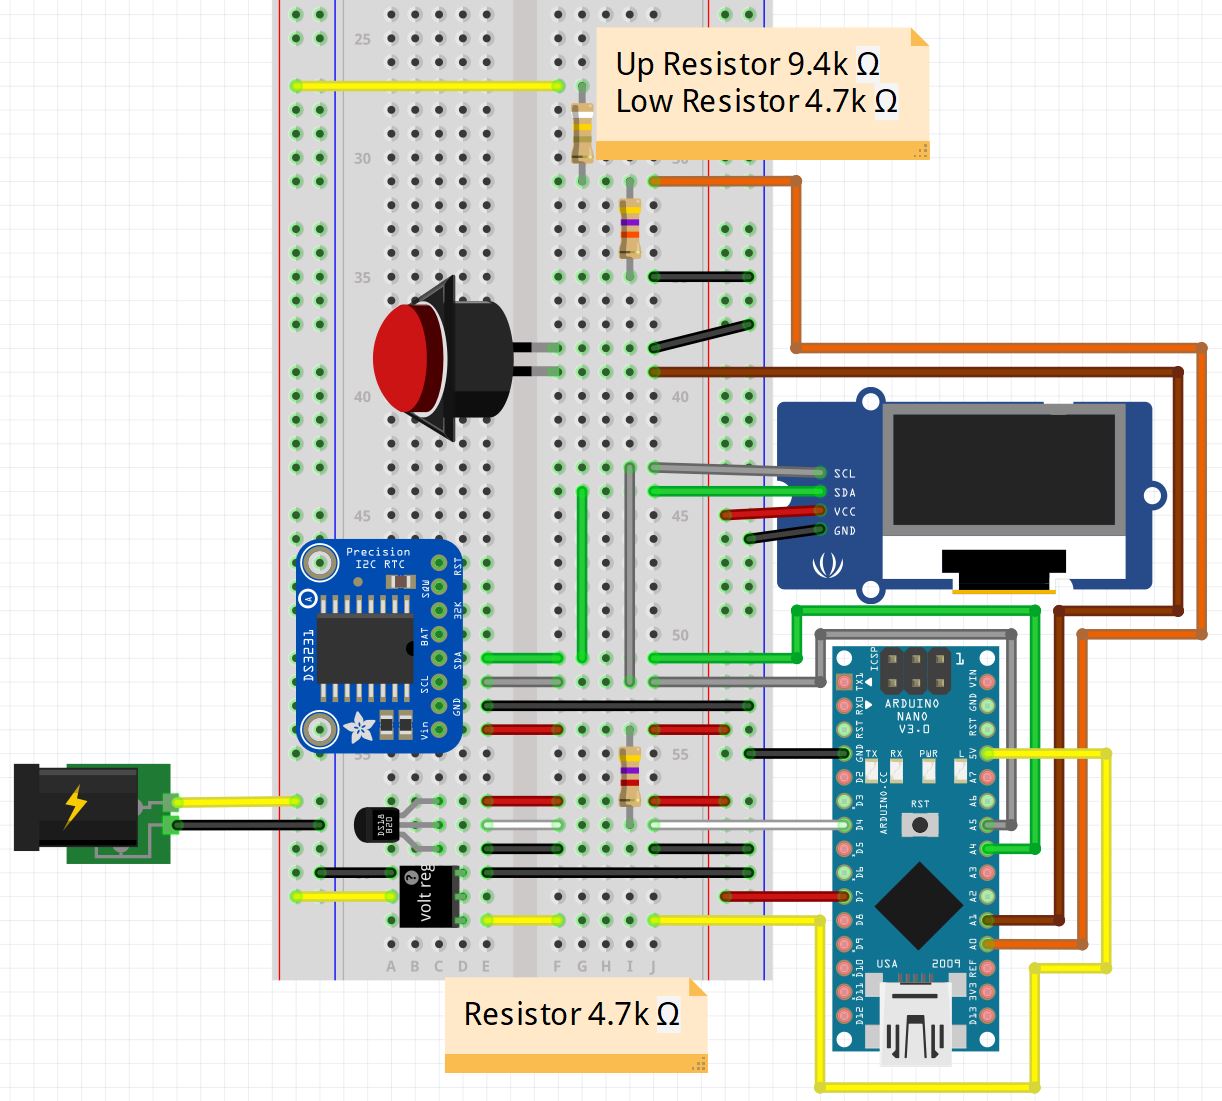 25
Up Resistor 9.4k Ω
Low Resistor 4.7k Ω
30
30
35
40
40
SCL
SDA
VCC
GND
45
45
Precision
I2C RTC
RST
SQW
32K
BAT
SDA
SCL
GND
Vin
DS3231
50
55
55
ICSP
1
ARDUINO
NANO
V3.0
TX1
RX0
RST
GND
D2
D3
D4
D5
D6
D7
D8
D9
D10
D11
D12
VIN
GND
RST
5V
A7
A6
A5
A4
A3
A2
A1
A0
REF
3V3
D13
TX
RX
PWR
L
RST
ARDUINO.CC
USA
2009
volt reg
A B C D E F G H I J
Resistor 4.7k Ω